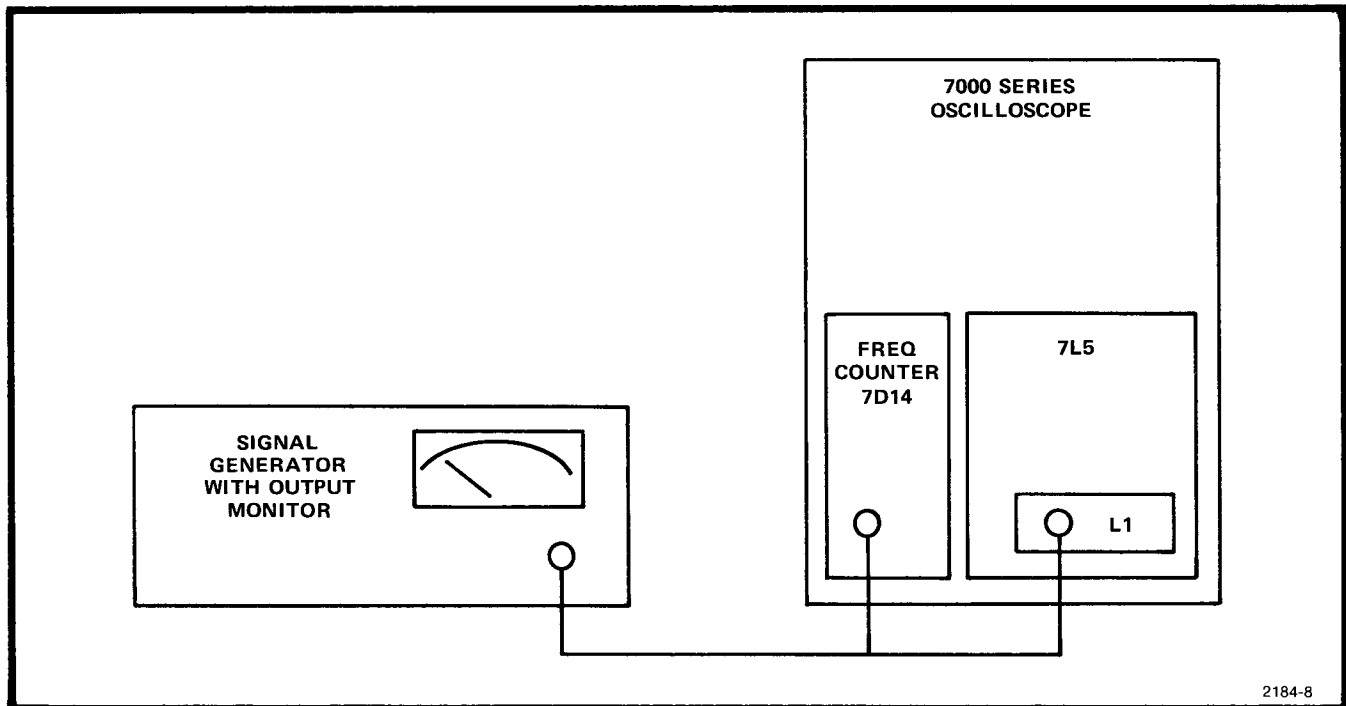 7000 SERIES
OSCILLOSCOPE
FREQ
COUNTER
7D14
7L5
SIGNAL
GENERATOR
WITH OUTPUT
MONITOR
L1
2184-8